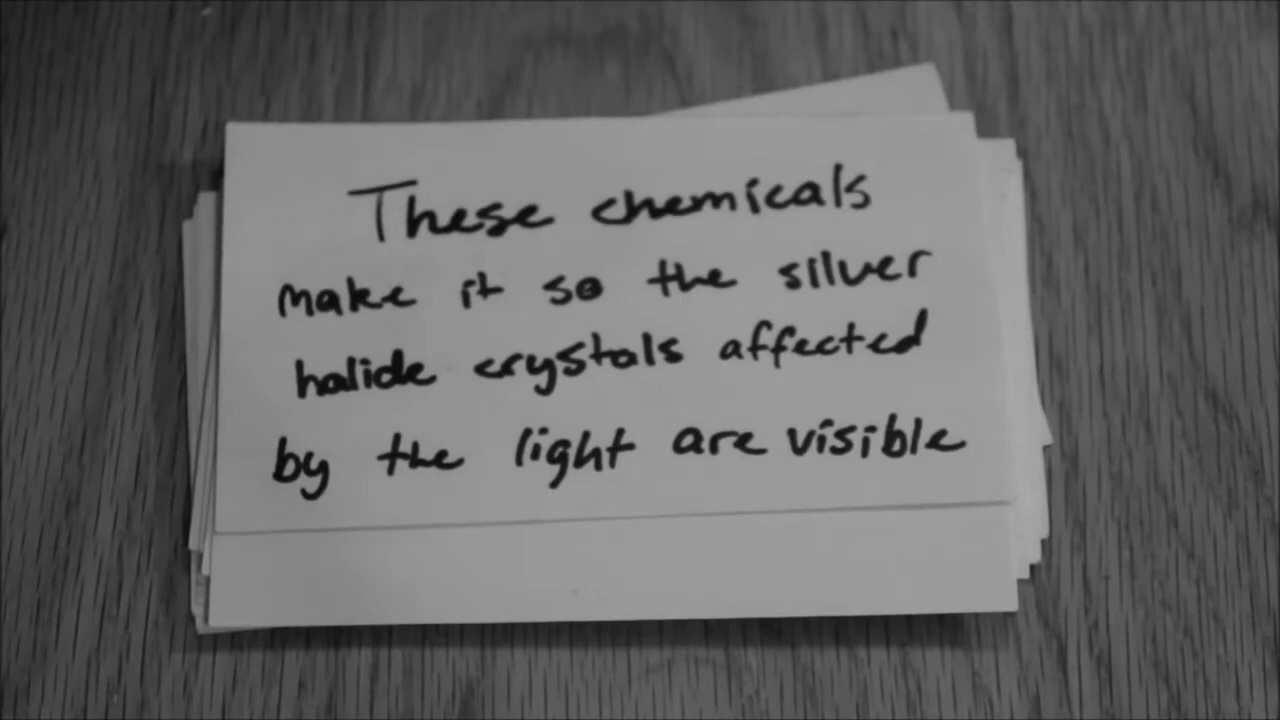 These chemicals
make it so the silver
halide crystals affected
by the light are visible